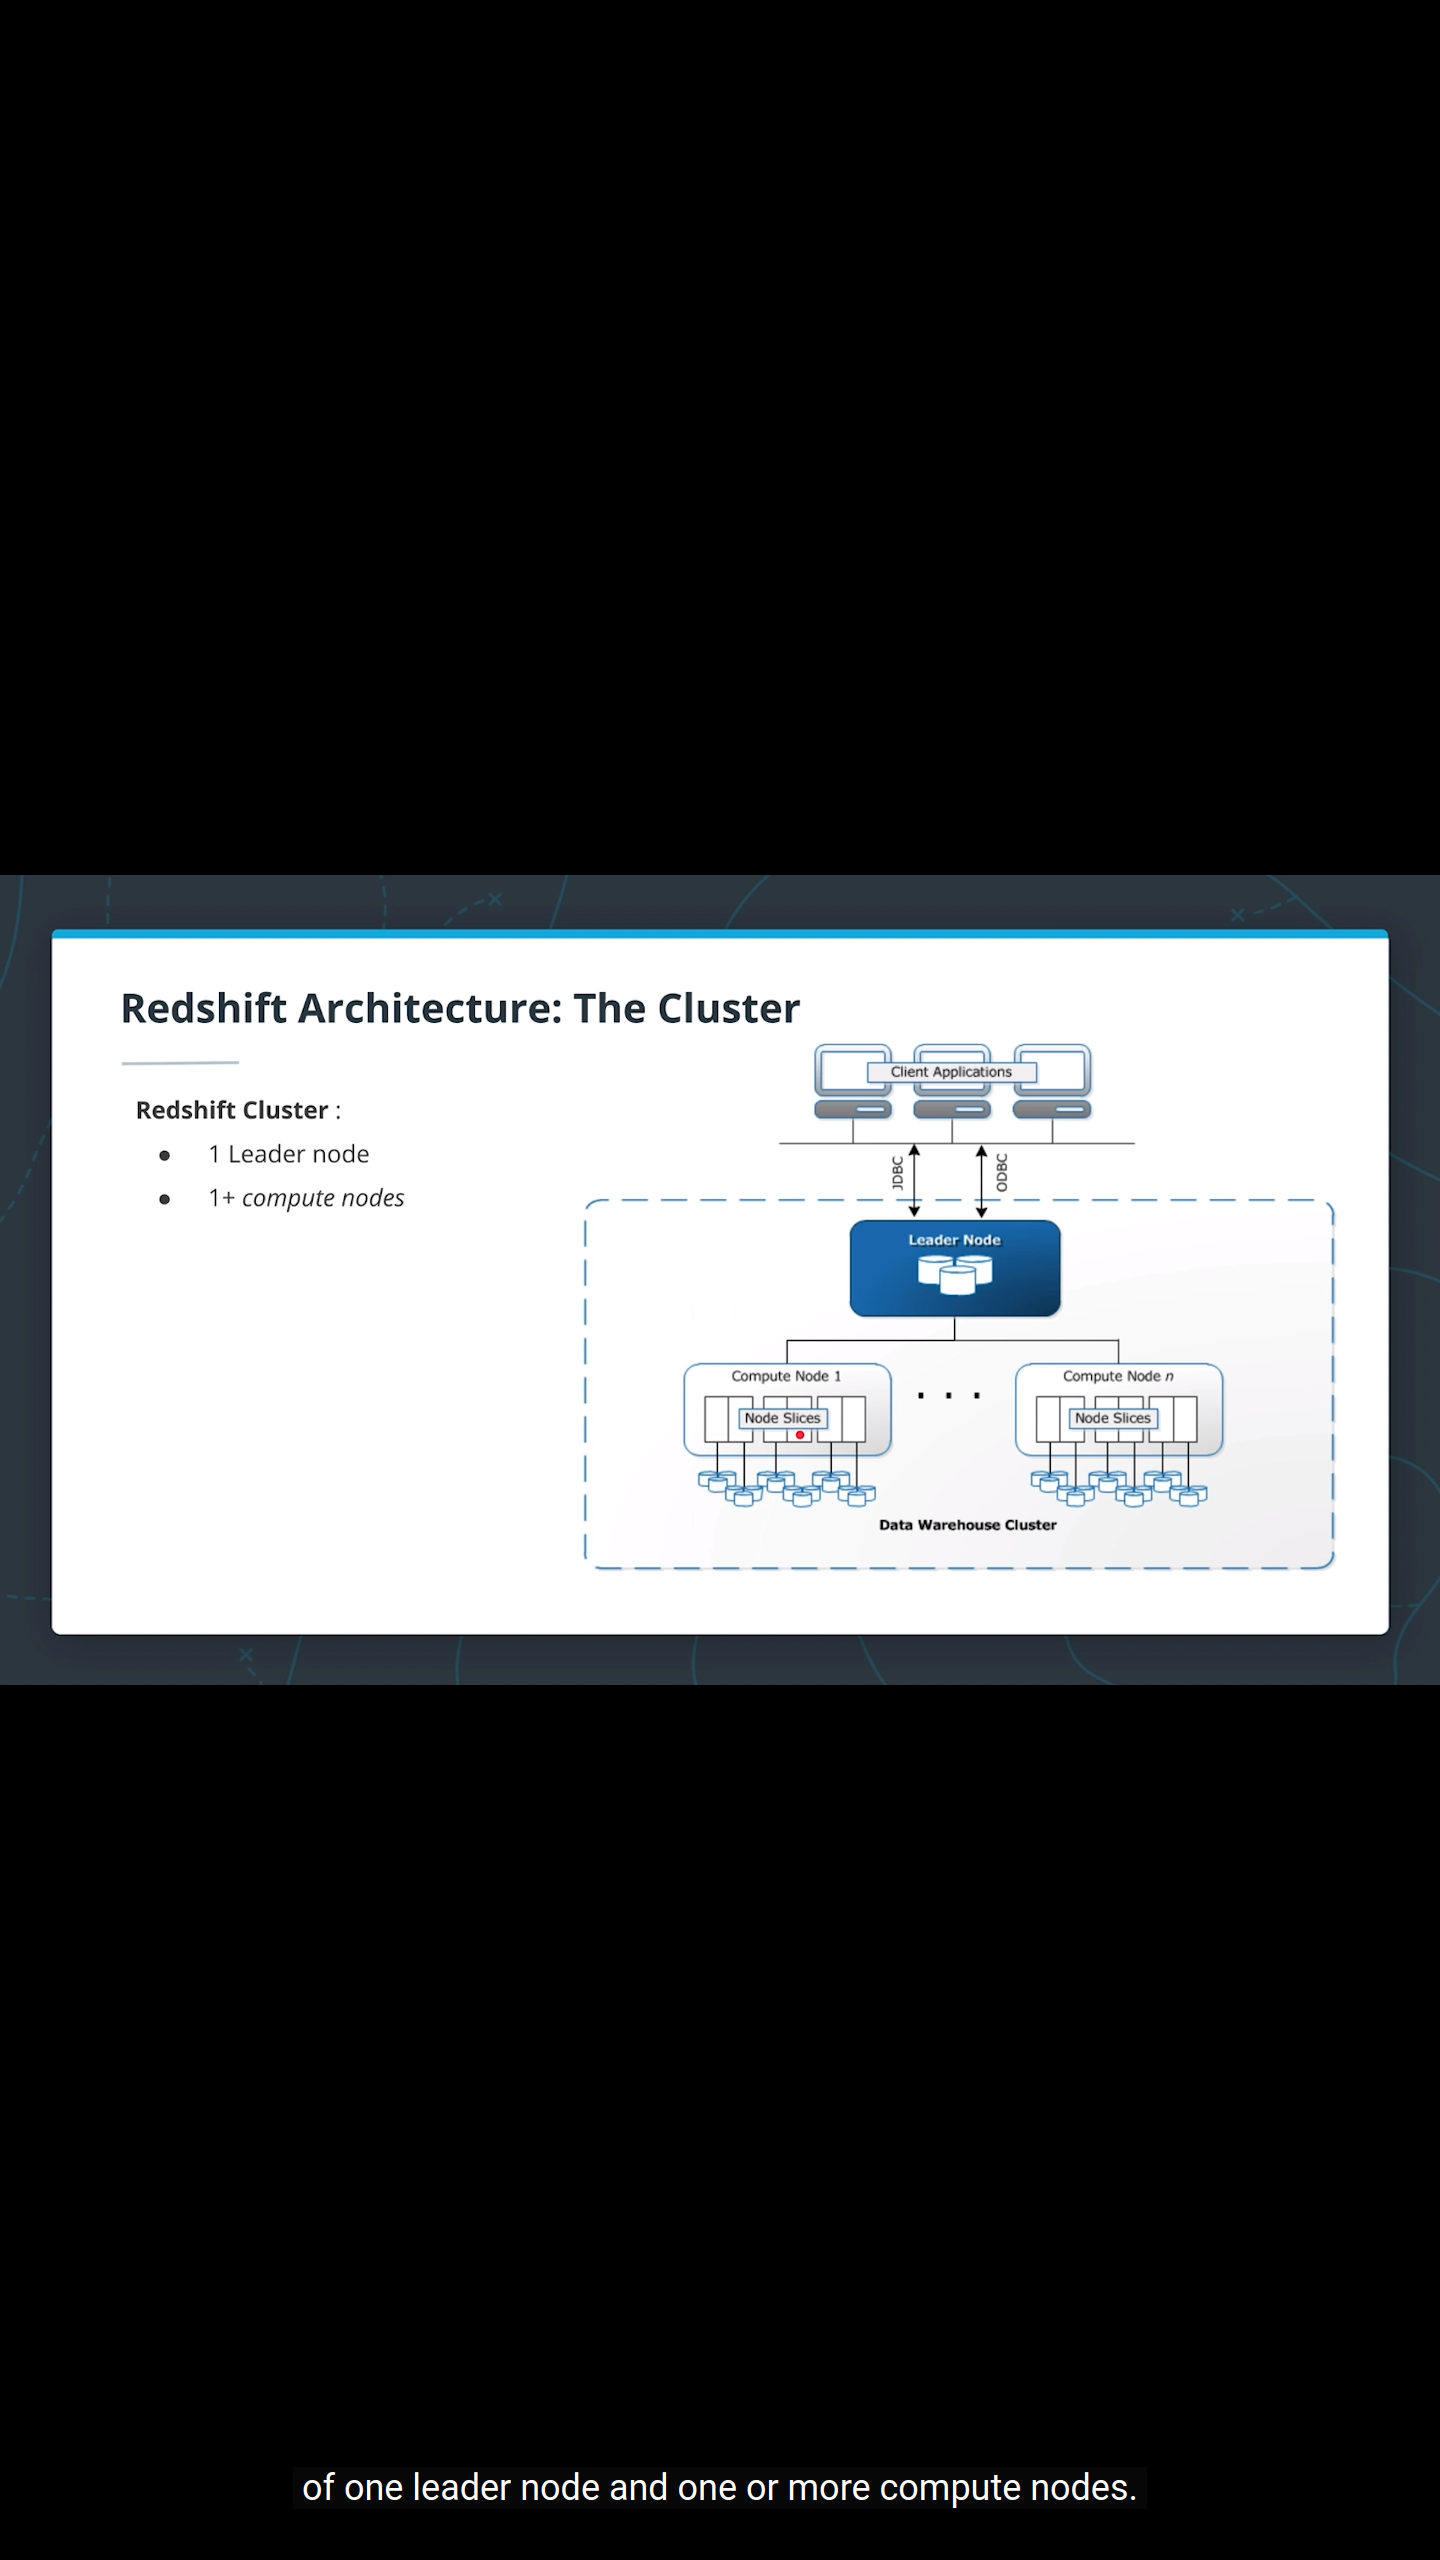 Redshift Architecture: The Cluster
Redshift Cluster :
● 1 Leader node
● 1+ compute nodes
Client Applications
JDBC
ODBC
Leader Node
Compute Node 1
Node Slices
. . .
Compute Node n
Node Slices
Data Warehouse Cluster
of one leader node and one or more compute nodes.